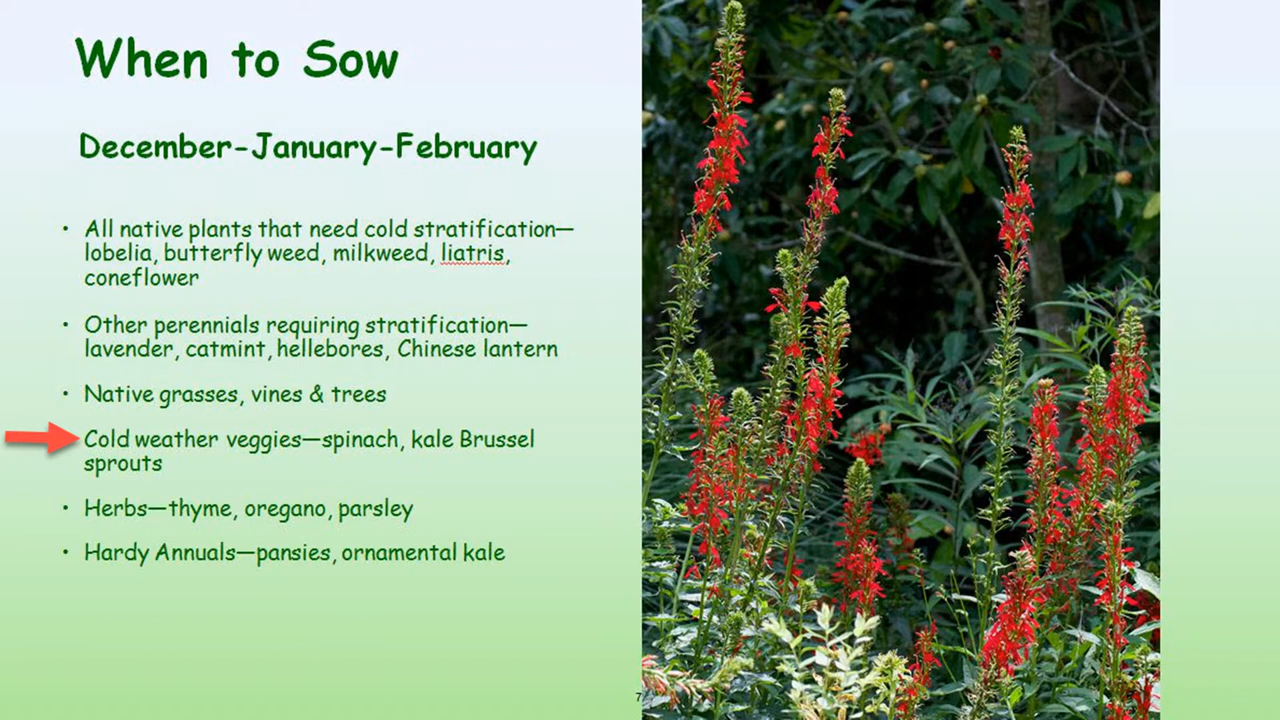 When to Sow
December-January-February
• All native plants that need cold stratification—
lobelia, butterfly weed, milkweed, liatris,
coneflower
• Other perennials requiring stratification—
lavender, catmint, hellebores, Chinese lantern
• Native grasses, vines & trees
• Cold weather veggies—spinach, kale Brussel
sprouts
• Herbs—thyme, oregano, parsley
• Hardy Annuals—pansies, ornamental kale
7